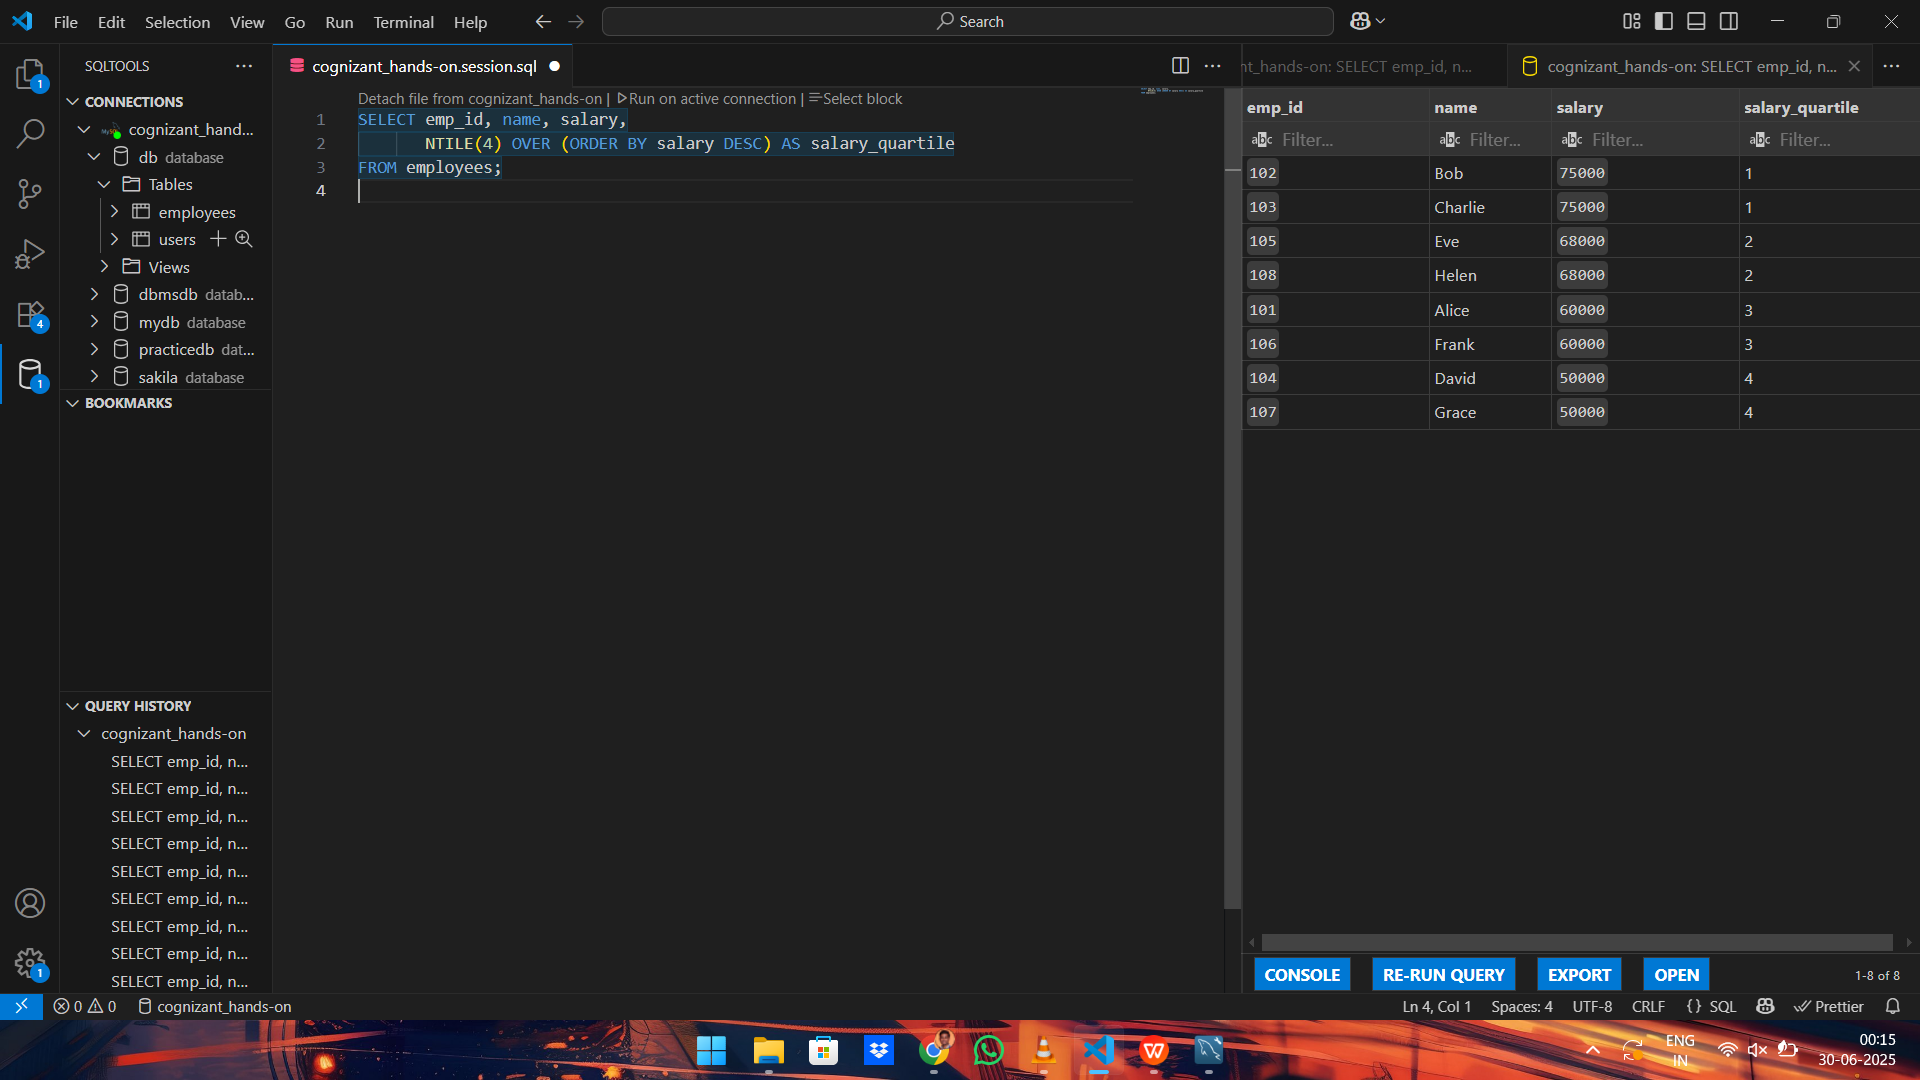 File Edit Selection View Go Run Terminal Help
Search
SQLTOOLS
CONNECTIONS
cognizant_hand...
db database
Tables
employees
users
Views
dbmsdb datab...
mydb database
practicedb dat...
sakila database
BOOKMARKS
QUERY HISTORY
cognizant_hands-on
SELECT emp_id, n...
SELECT emp_id, n...
SELECT emp_id, n...
SELECT emp_id, n...
SELECT emp_id, n...
SELECT emp_id, n...
SELECT emp_id, n...
SELECT emp_id, n...
SELECT emp_id, n...
1
1
4
1
cognizant_hands-on.session.sql
Detach file from cognizant_hands-on | Run on active connection | Select block
1 SELECT emp_id, name, salary,
2 NTILE(4) OVER (ORDER BY salary DESC) AS salary_quartile
3 FROM employees;
4
nt_hands-on: SELECT emp_id, n...
cognizant_hands-on: SELECT emp_id, n...
emp_id name salary salary_quartile
abc Filter... abc Filter... abc Filter... abc Filter...
102 Bob 75000 1
103 Charlie 75000 1
105 Eve 68000 2
108 Helen 68000 2
101 Alice 60000 3
106 Frank 60000 3
104 David 50000 4
107 Grace 50000 4
CONSOLE RE-RUN QUERY EXPORT OPEN 1-8 of 8
0 0 cognizant_hands-on Ln 4, Col 1 Spaces: 4 UTF-8 CRLF {} SQL Prettier
ENG
IN
00:15
30-06-2025